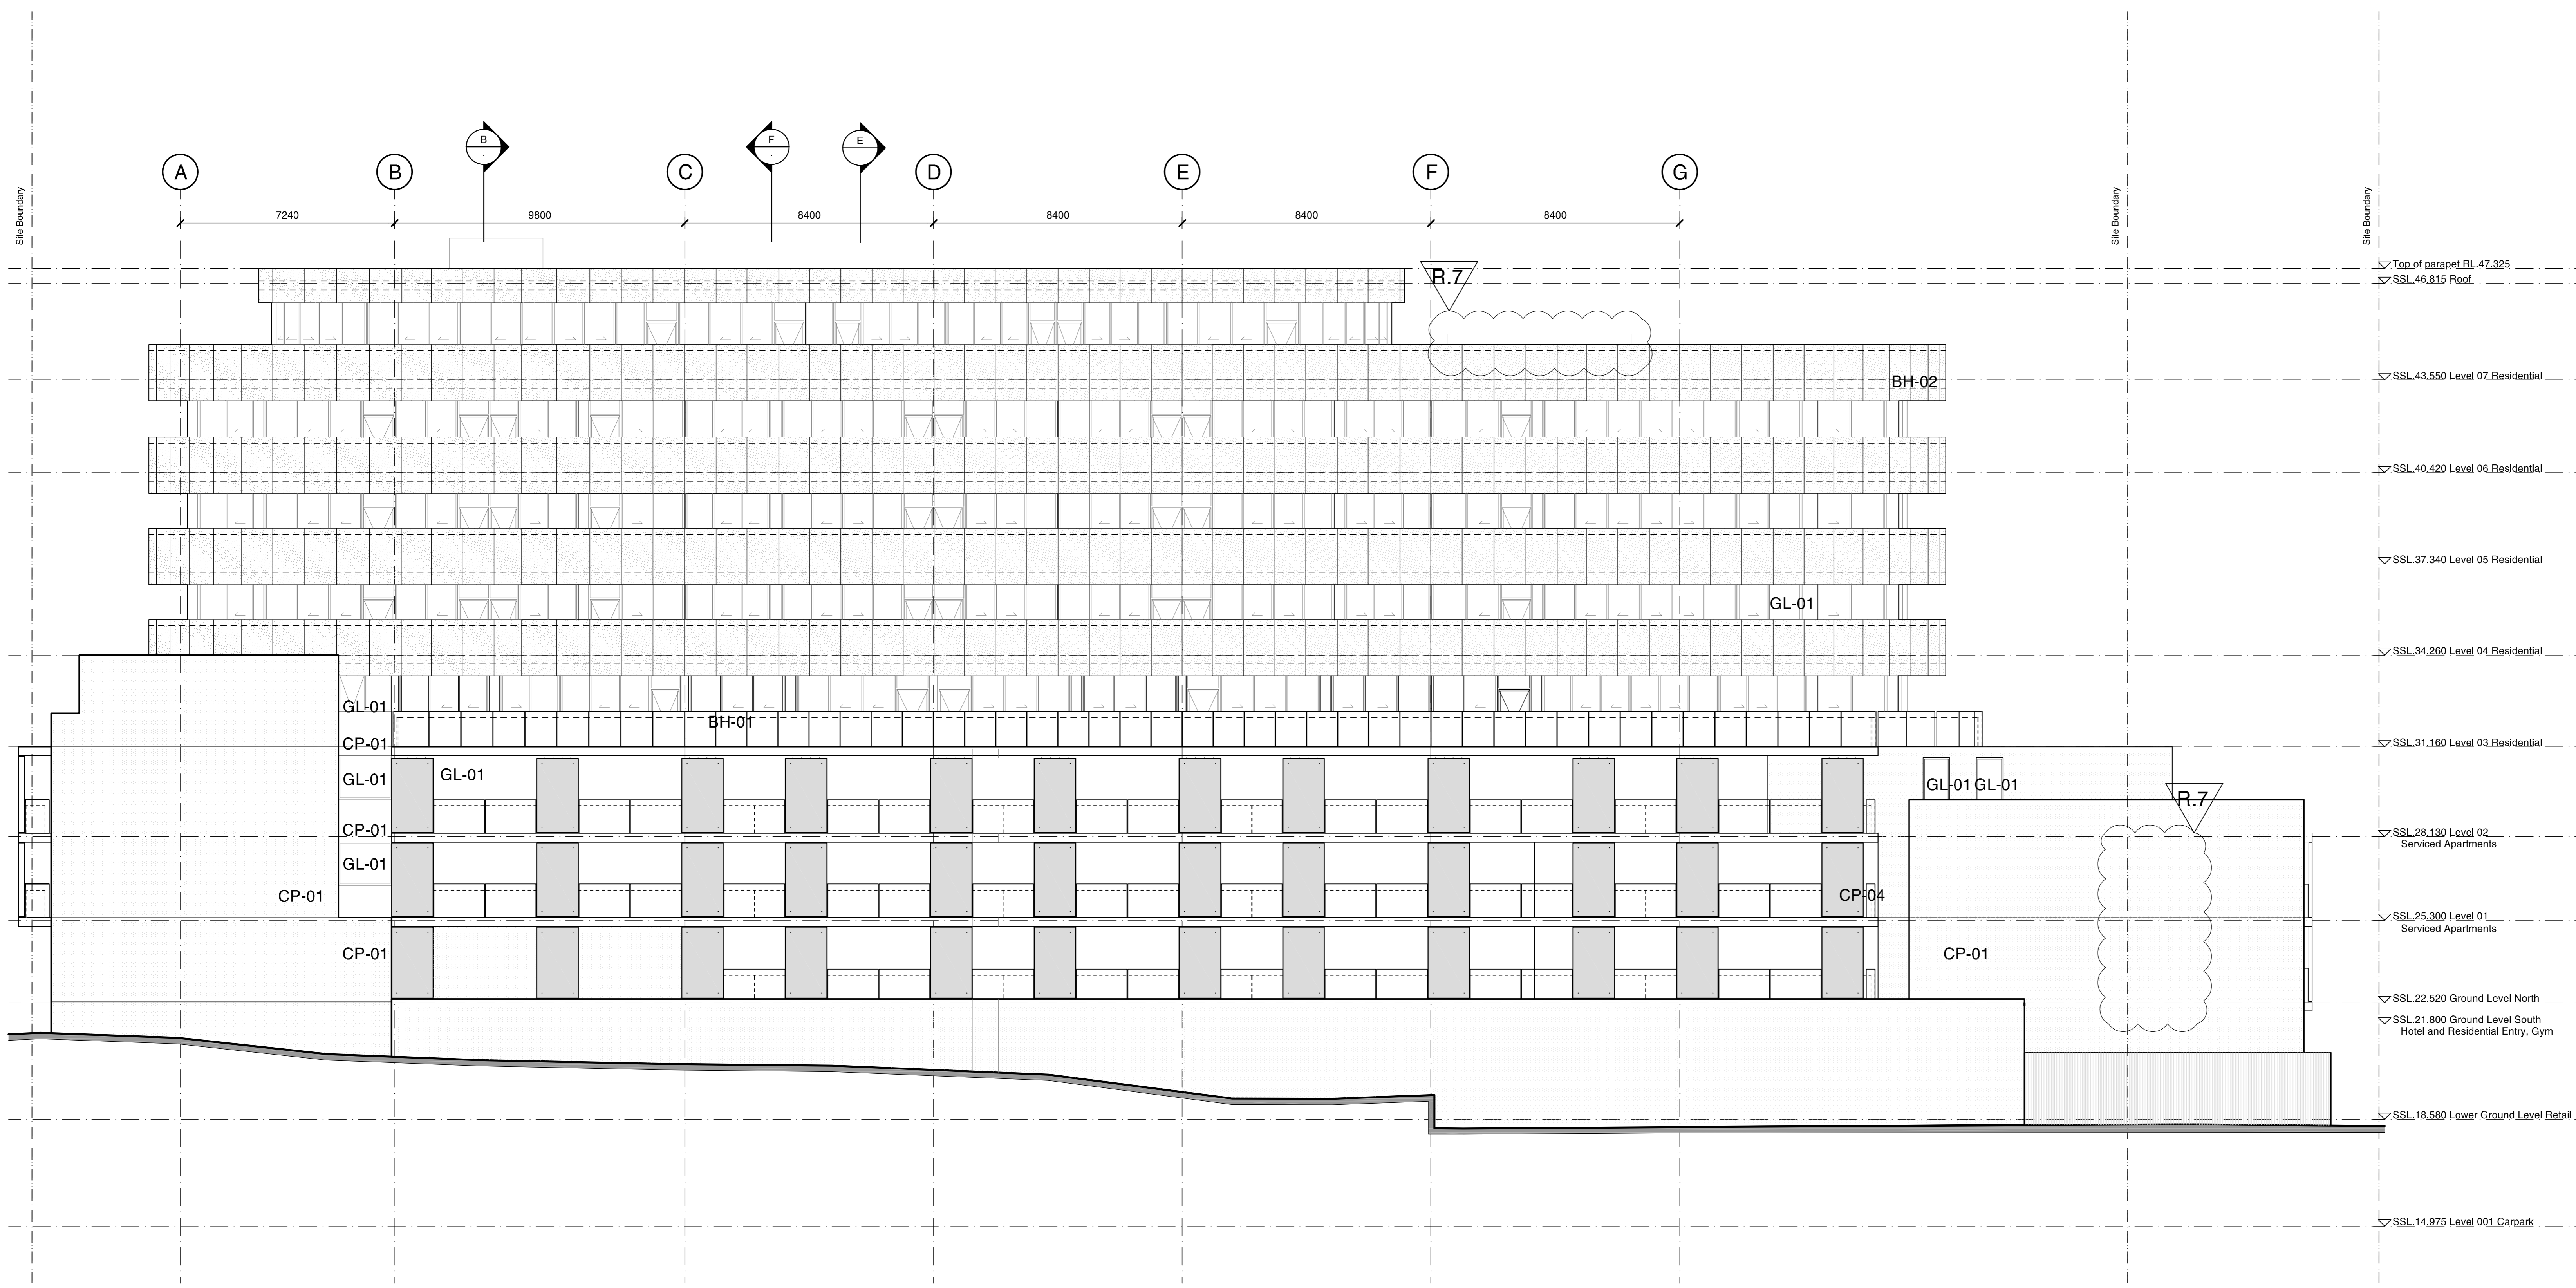 B
F
E
A
B
C
D
E
F
G
Site Boundary
Site Boundary
Site Boundary
7240
9800
8400
8400
8400
8400
Top of parapet RL.47.325
R.7
SSL.46.815 Roof
SSL.43.550 Level 07 Residential
BH-02
SSL.40.420 Level 06 Residential
SSL.37.340 Level 05 Residential
GL-01
SSL.34.260 Level 04 Residential
GL-01
BH-01
CP-01
SSL.31.160 Level 03 Residential
GL-01
GL-01
GL-01
GL-01
R.7
CP-01
SSL.28.130 Level 02
Serviced Apartments
GL-01
CP-01
CP-04
SSL.25.300 Level 01
Serviced Apartments
CP-01
CP-01
SSL.22.520 Ground Level North
SSL.21.800 Ground Level South
Hotel and Residential Entry, Gym
SSL.18.580 Lower Ground Level Retail
SSL.14.975 Level 001 Carpark